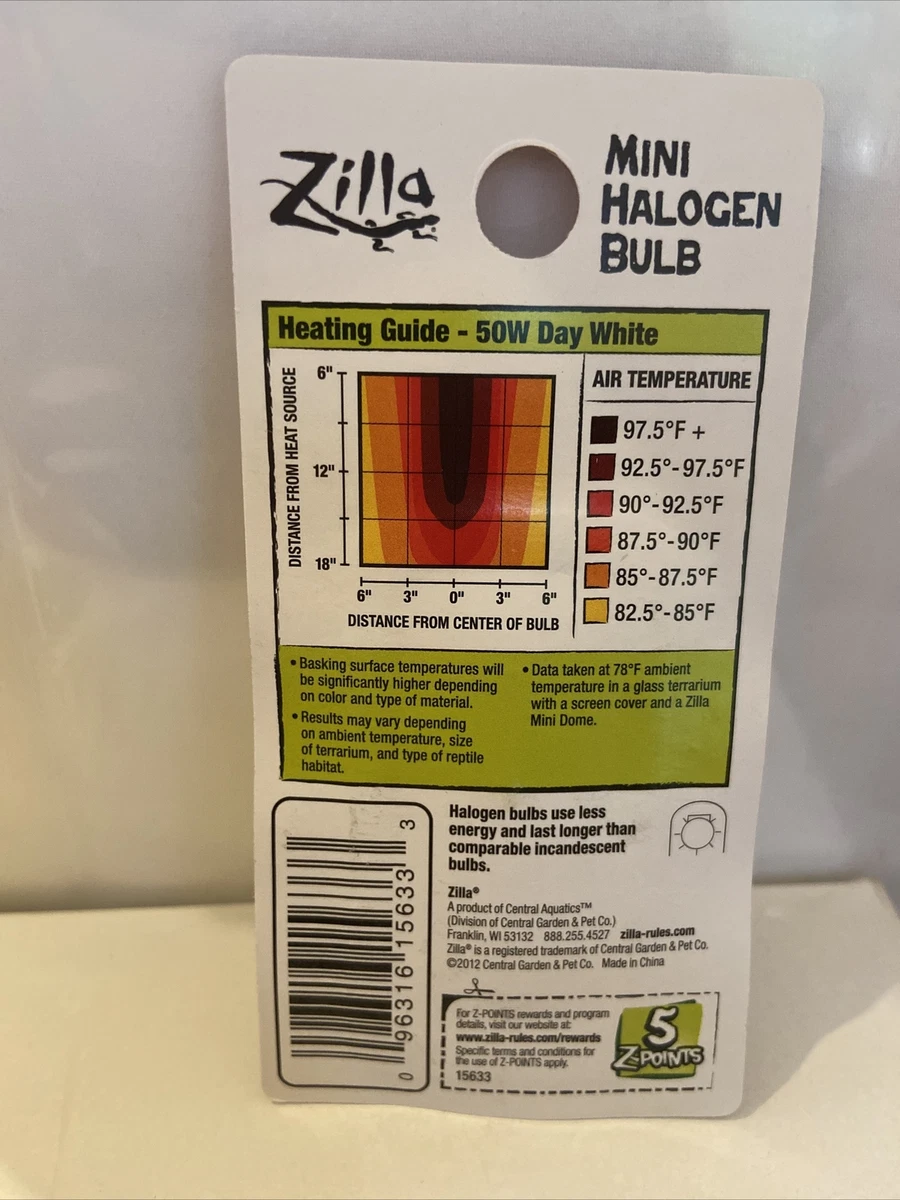 Zilla
MINI
HALOGEN
BULB
Heating Guide - 50W Day White
DISTANCE FROM HEAT SOURCE
6"
12"
18"
6" 3" 0" 3" 6"
DISTANCE FROM CENTER OF BULB
AIR TEMPERATURE
97.5°F +
92.5°-97.5°F
90°-92.5°F
87.5°-90°F
85°-87.5°F
82.5°-85°F
• Basking surface temperatures will
be significantly higher depending
on color and type of material.
• Results may vary depending
on ambient temperature, size
of terrarium, and type of reptile
habitat.
• Data taken at 78°F ambient
temperature in a glass terrarium
with a screen cover and a Zilla
Mini Dome.
0 96316 15633 3
Halogen bulbs use less
energy and last longer than
comparable incandescent
bulbs.
Zilla®
A product of Central Aquatics™
(Division of Central Garden & Pet Co.)
Franklin, WI 53132 888.255.4527 zilla-rules.com
Zilla® is a registered trademark of Central Garden & Pet Co.
©2012 Central Garden & Pet Co. Made in China
For Z-POINTS rewards and program
details, visit our website at:
www.zilla-rules.com/rewards
Specific terms and conditions for
the use of Z-POINTS apply.
15633
5
Z-POINTS